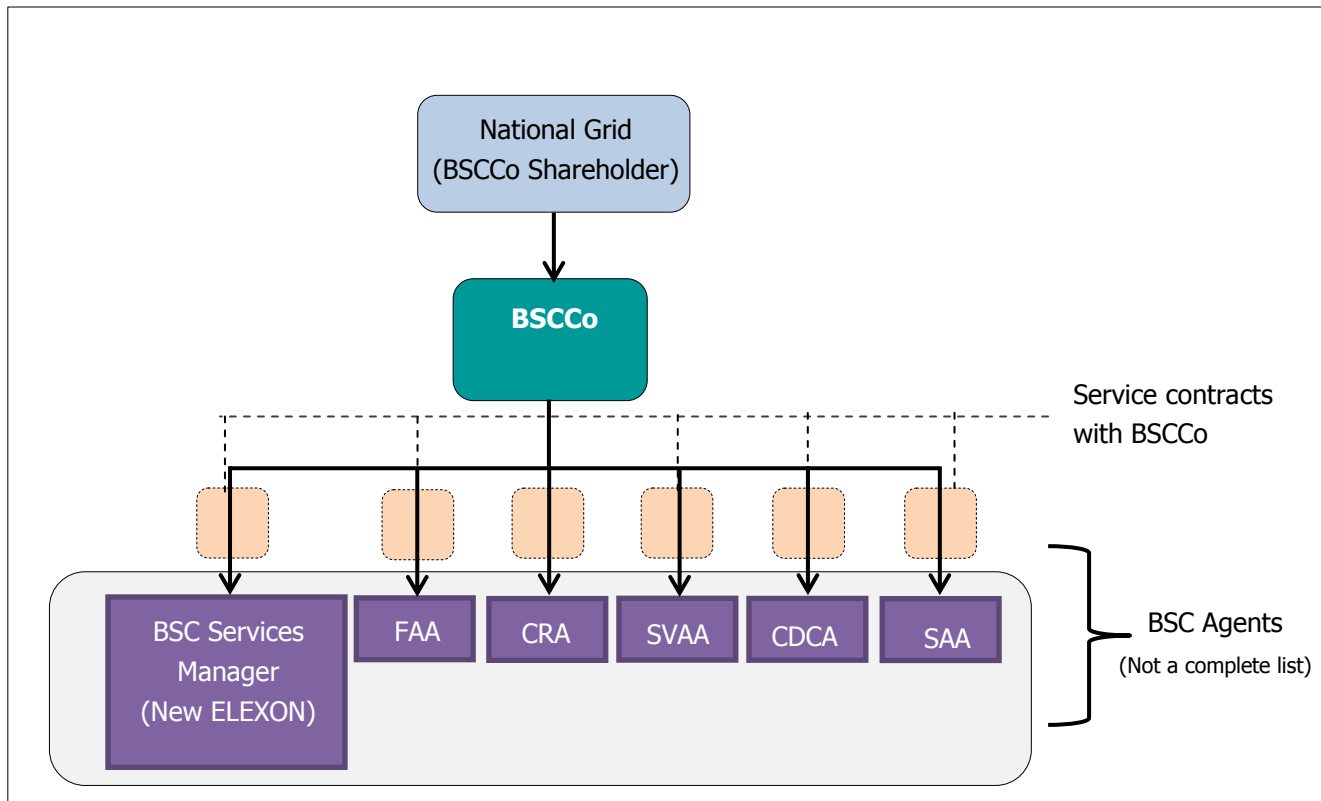 National Grid
(BSCCo Shareholder)
BSCCo
Service contracts
with BSCCo
BSC Services
Manager
(New ELEXON)
FAA
CRA
SVAA
CDCA
SAA
BSC Agents
(Not a complete list)